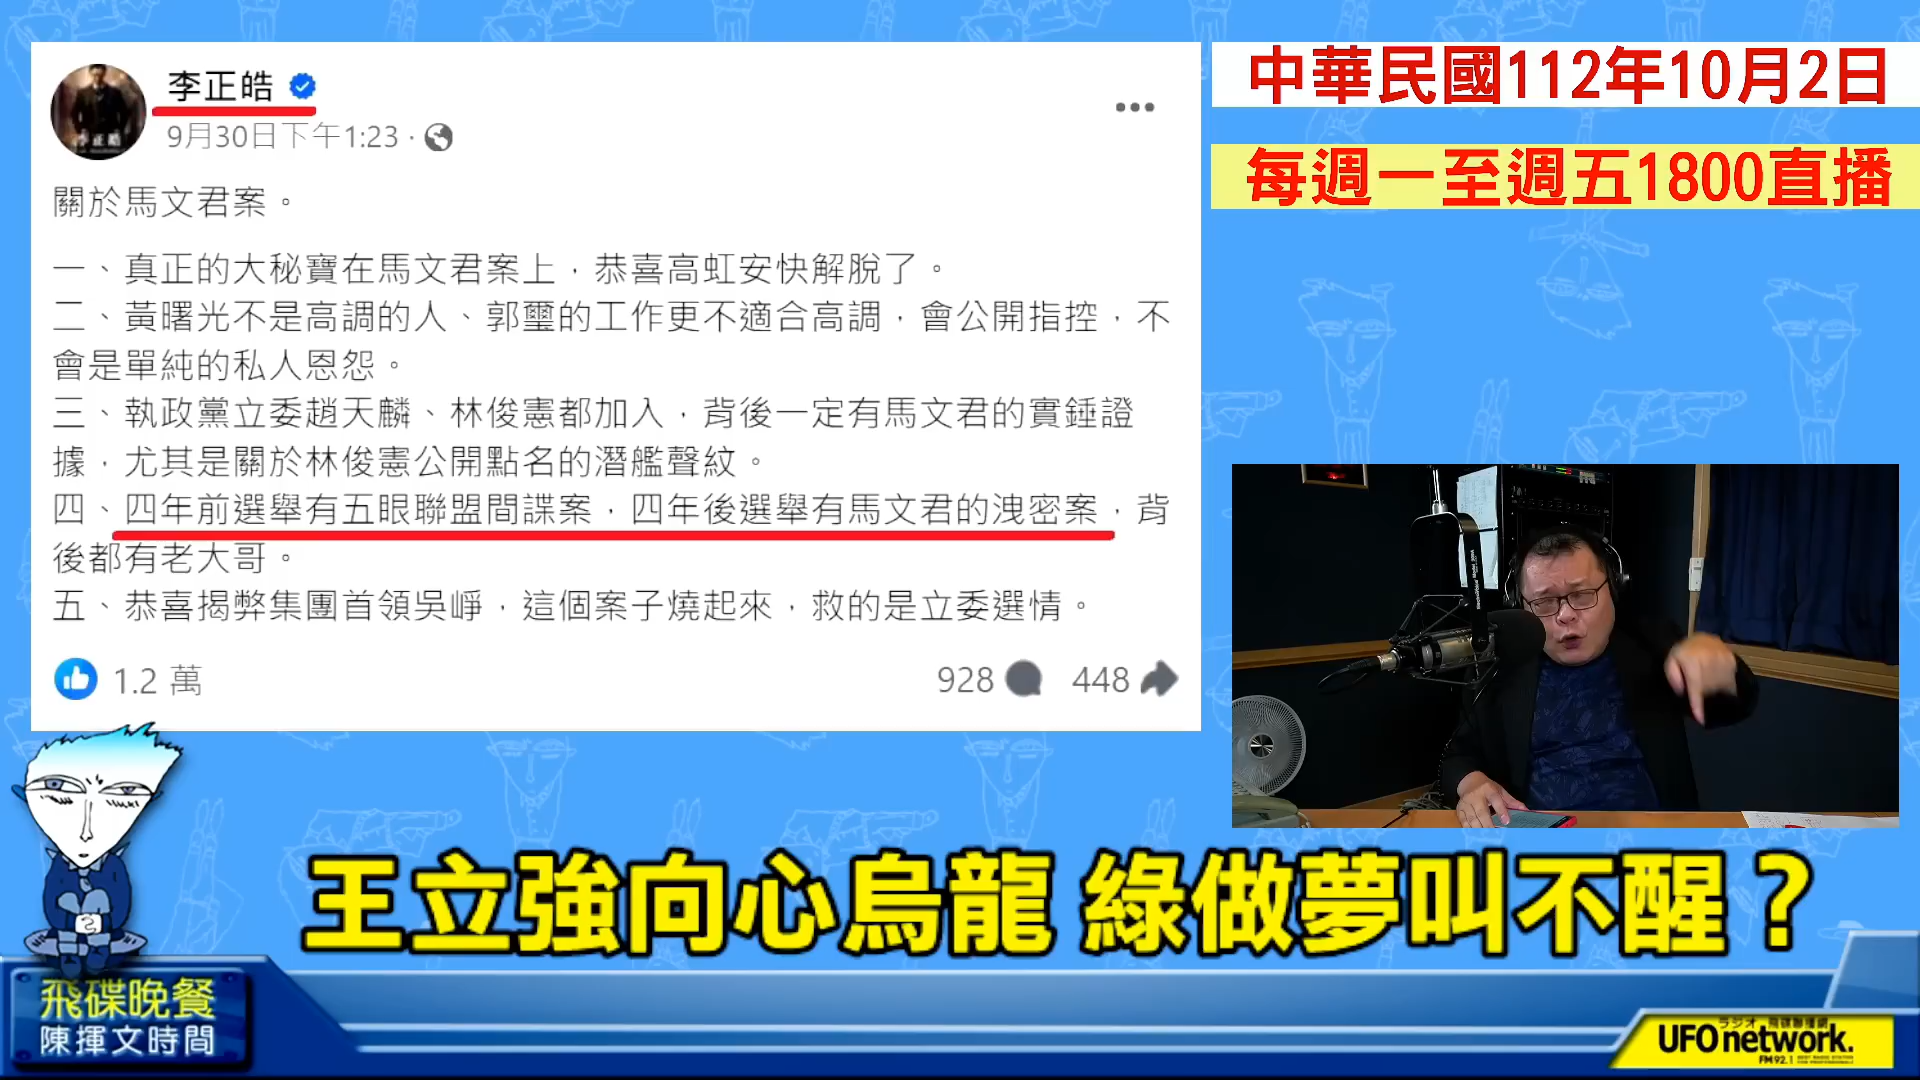 李正皓
9月30日下午1:23 ·
關於馬文君案。
一、真正的大秘寶在馬文君案上，恭喜高虹安快解脫了。
二、黃曙光不是高調的人、郭璽的工作更不適合高調，會公開指控，不
會是單純的私人恩怨。
三、執政黨立委趙天麟、林俊憲都加入，背後一定有馬文君的實錘證
據，尤其是關於林俊憲公開點名的潛艦聲紋。
四、四年前選舉有五眼聯盟間諜案，四年後選舉有馬文君的洩密案，背
後都有老大哥。
五、恭喜揭弊集團首領吳崢，這個案子燒起來，救的是立委選情。
1.2 萬
928
448
中華民國112年10月2日
每週一至週五1800直播
王立強向心烏龍 綠做夢叫不醒？
飛碟晚餐
陳揮文時間
ラジオ 飛碟聯播網
UFO network.
FM92.1